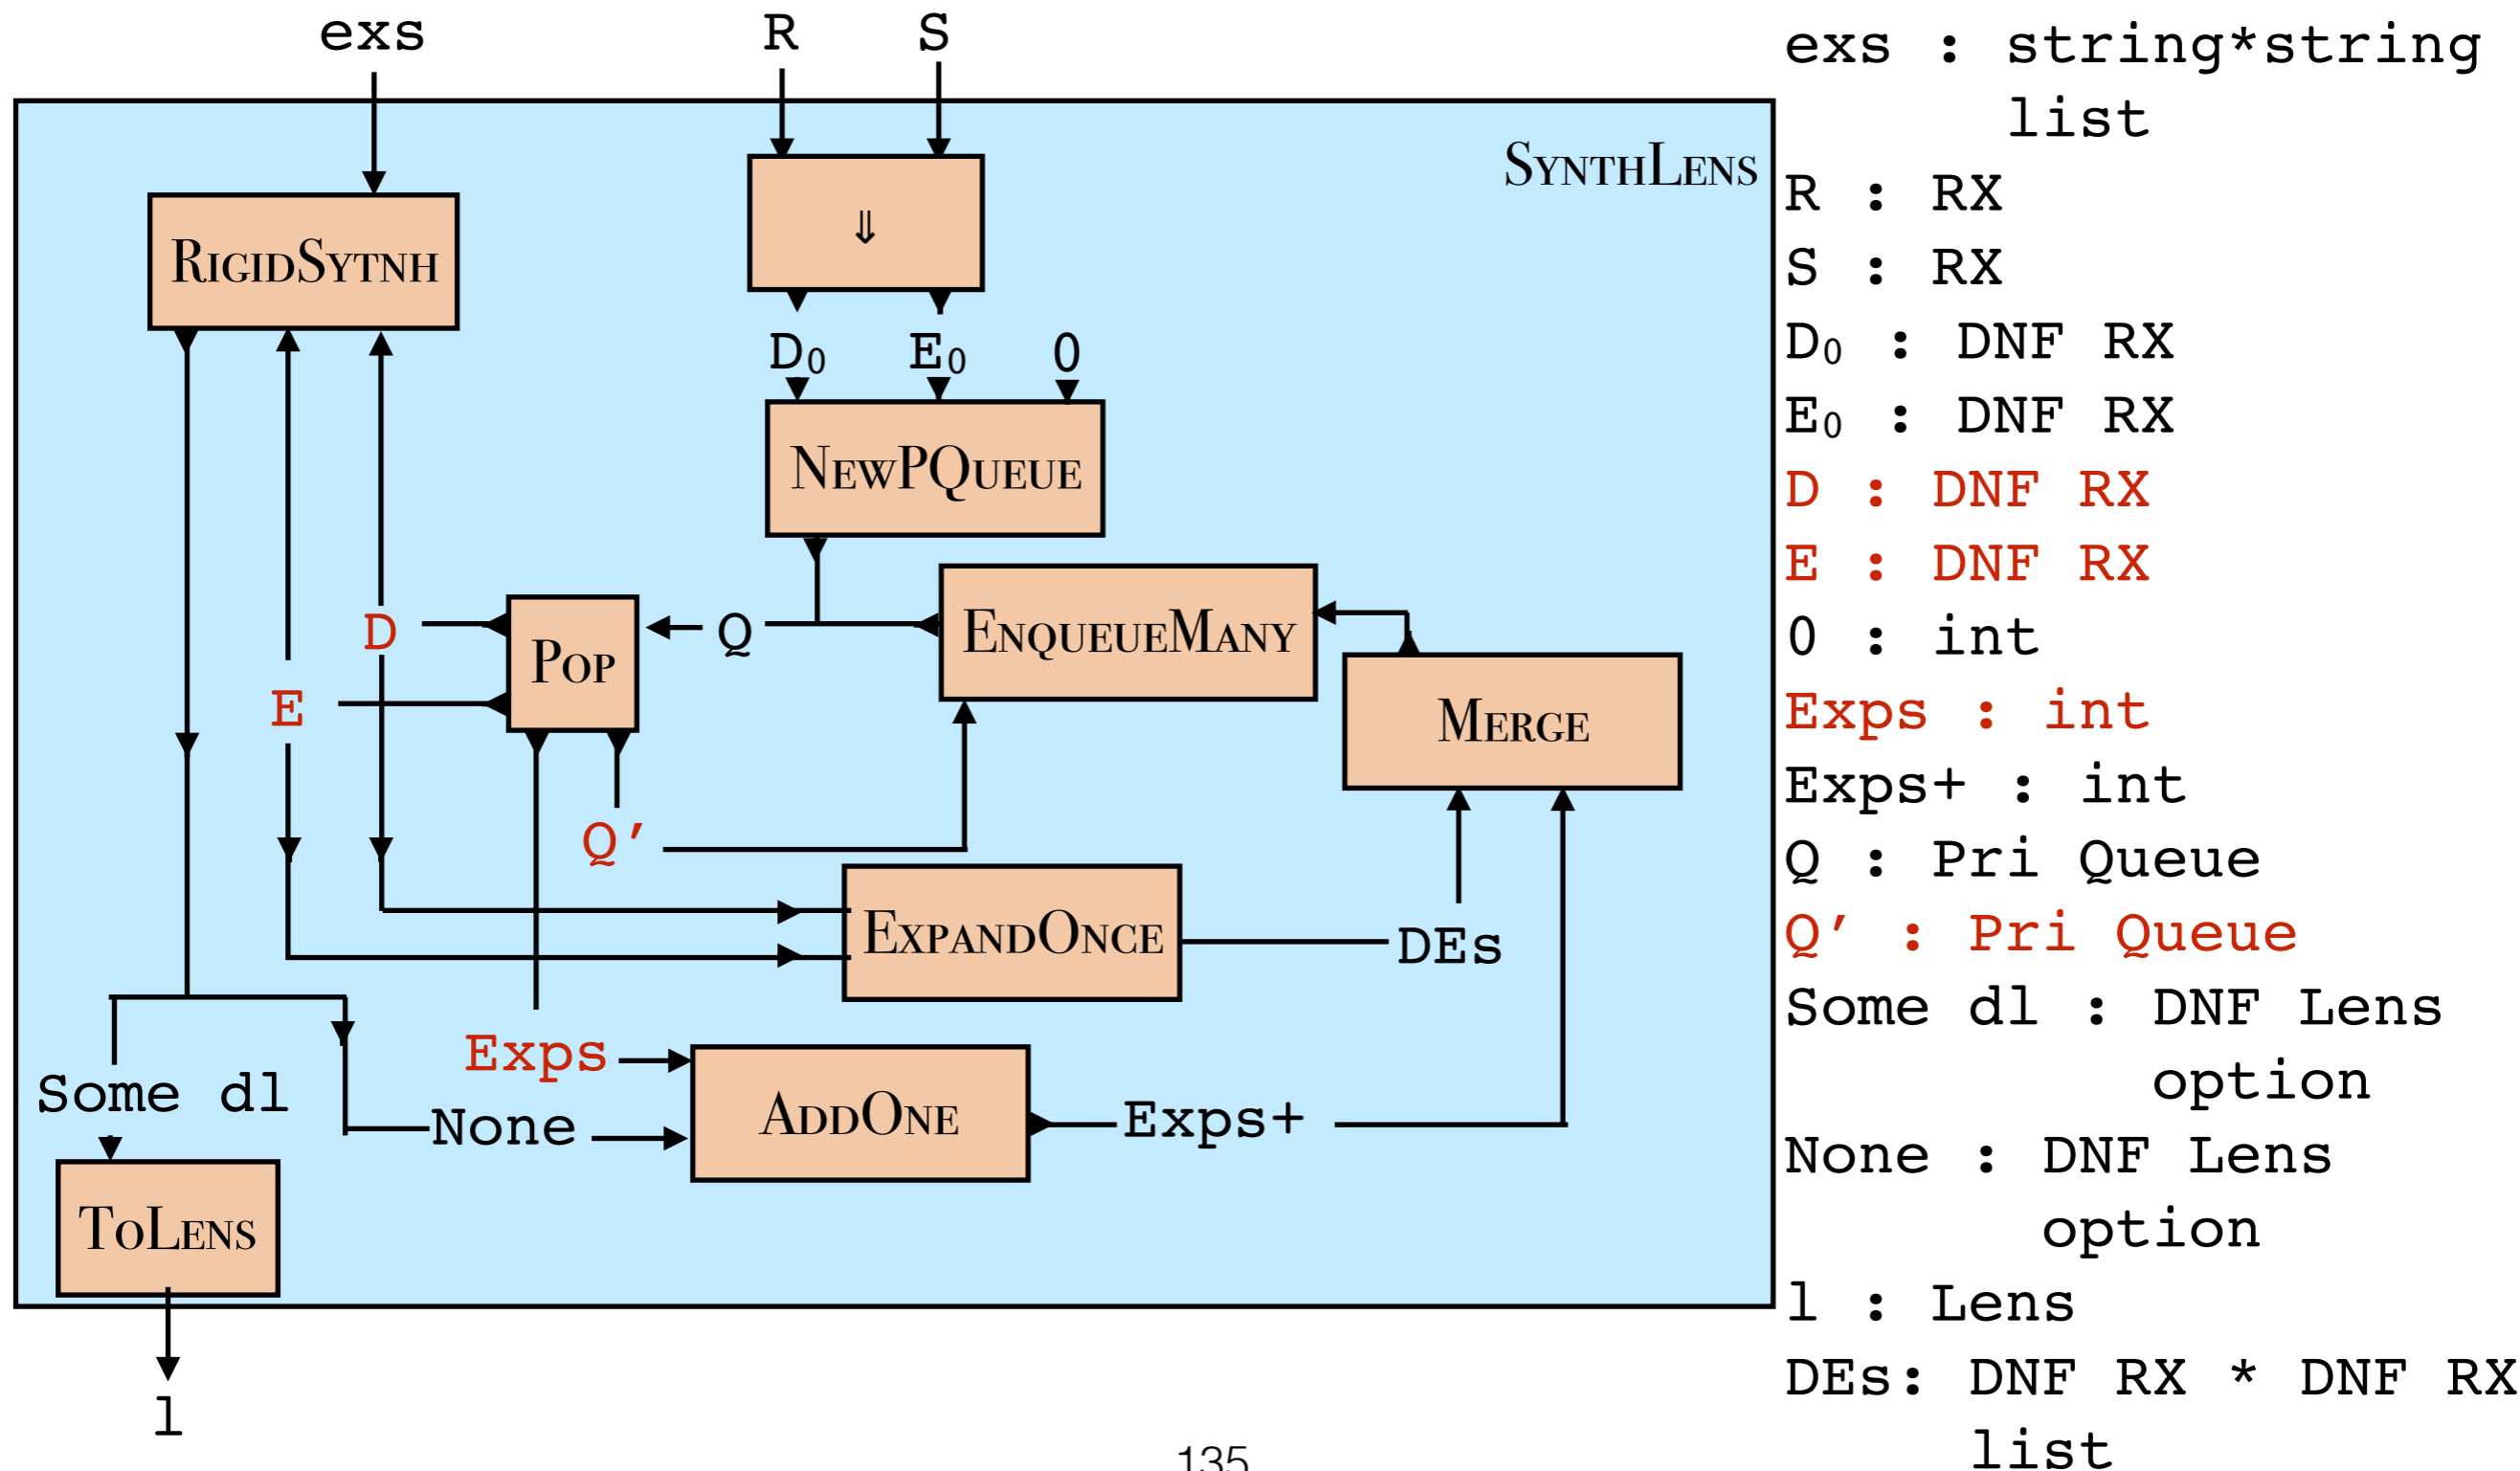 exs
R S
SynthLens
RigidSytnh
⇓
D₀ E₀ 0
NewPQueue
D
Pop
Q
EnqueueMany
E
Merge
Q’
ExpandOnce
DEs
Exps
Some dl
None
AddOne
Exps+
ToLens
l
exs : string*string
list
R : RX
S : RX
D₀ : DNF RX
E₀ : DNF RX
D : DNF RX
E : DNF RX
0 : int
Exps : int
Exps+ : int
Q : Pri Queue
Q’ : Pri Queue
Some dl : DNF Lens
option
None : DNF Lens
option
l : Lens
DEs: DNF RX * DNF RX
list
135